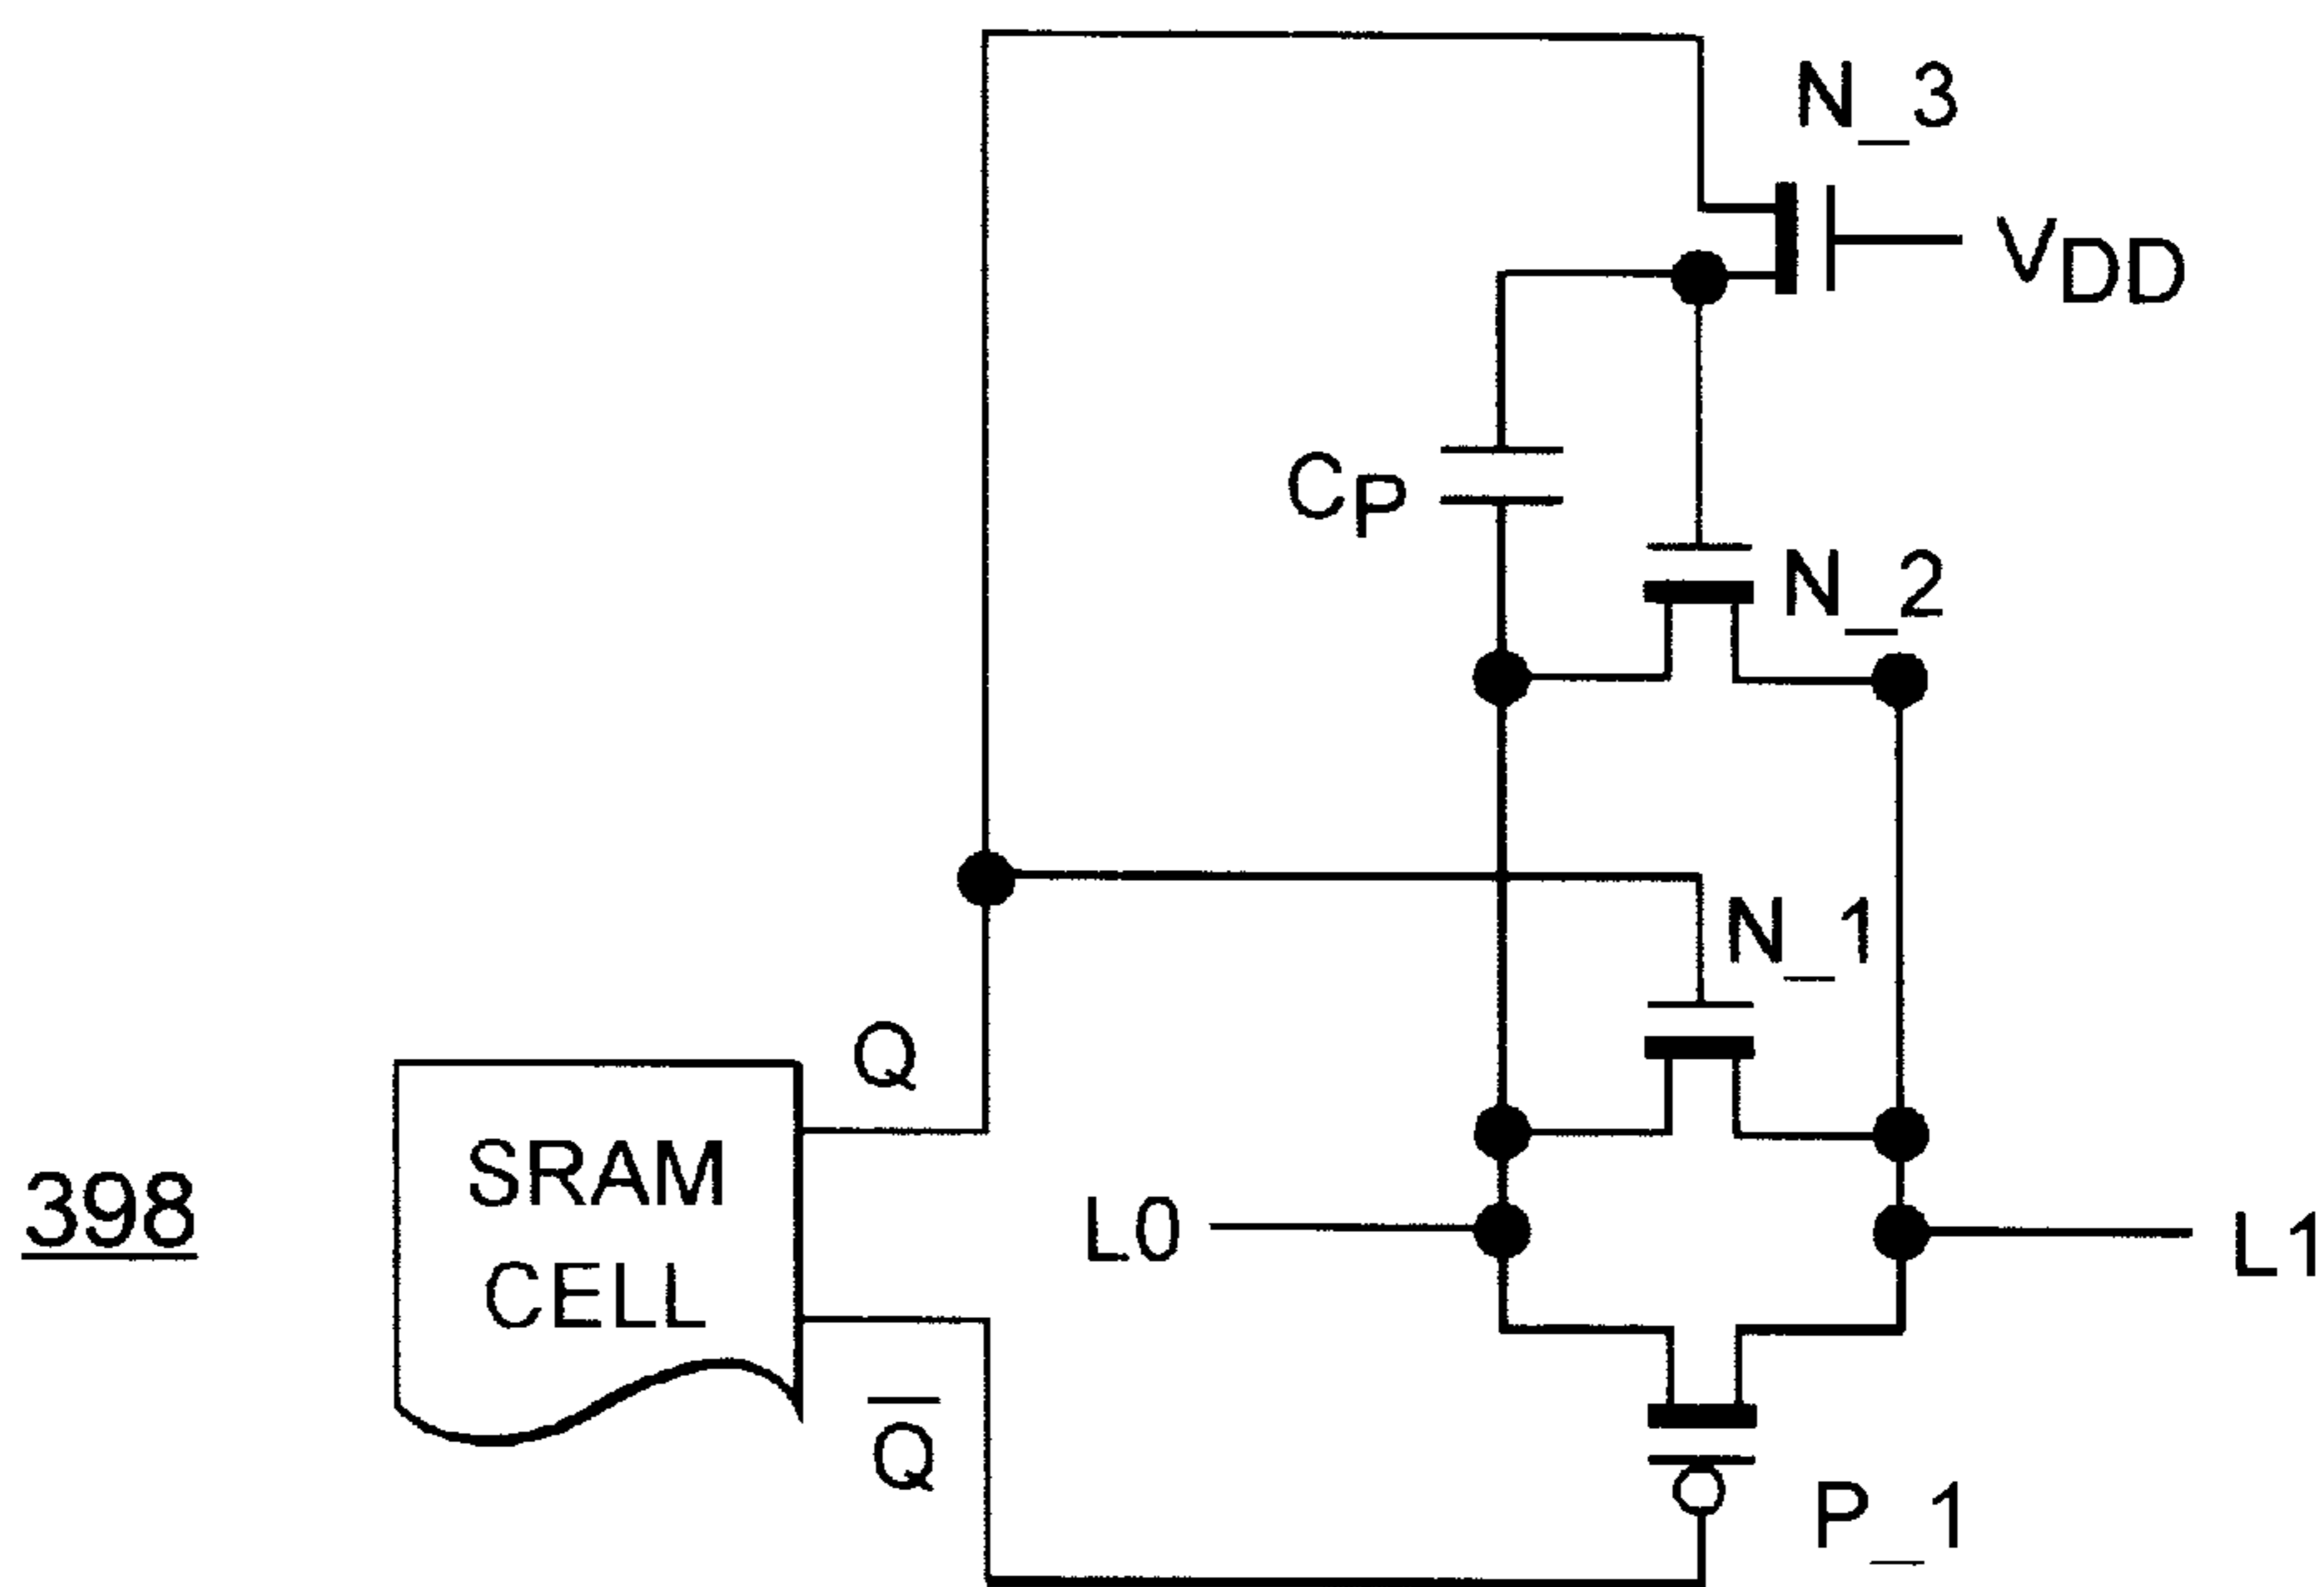 N_3
VDD
CP
N_2
N_1
Q
SRAM
CELL
398
L0
L1
Q̅
P_1